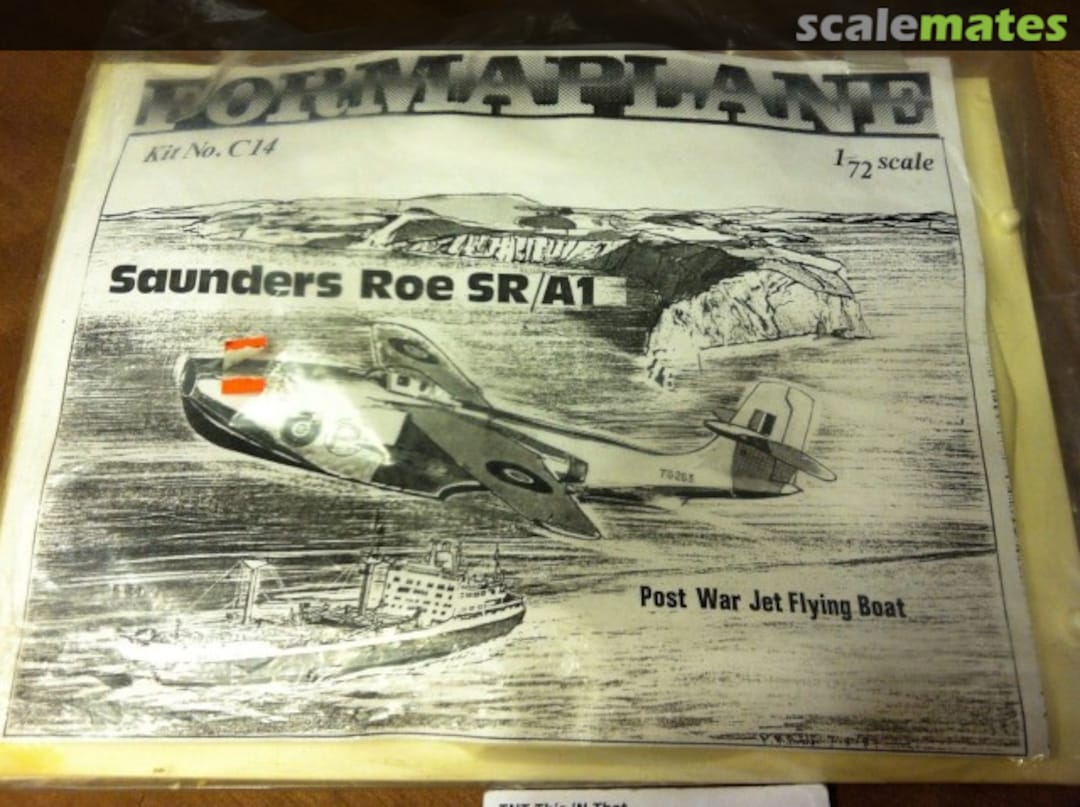 scalemates
FORMAPLANE
Kit No. C14
1/72 scale
Saunders Roe SR/A1
TG263
Post War Jet Flying Boat